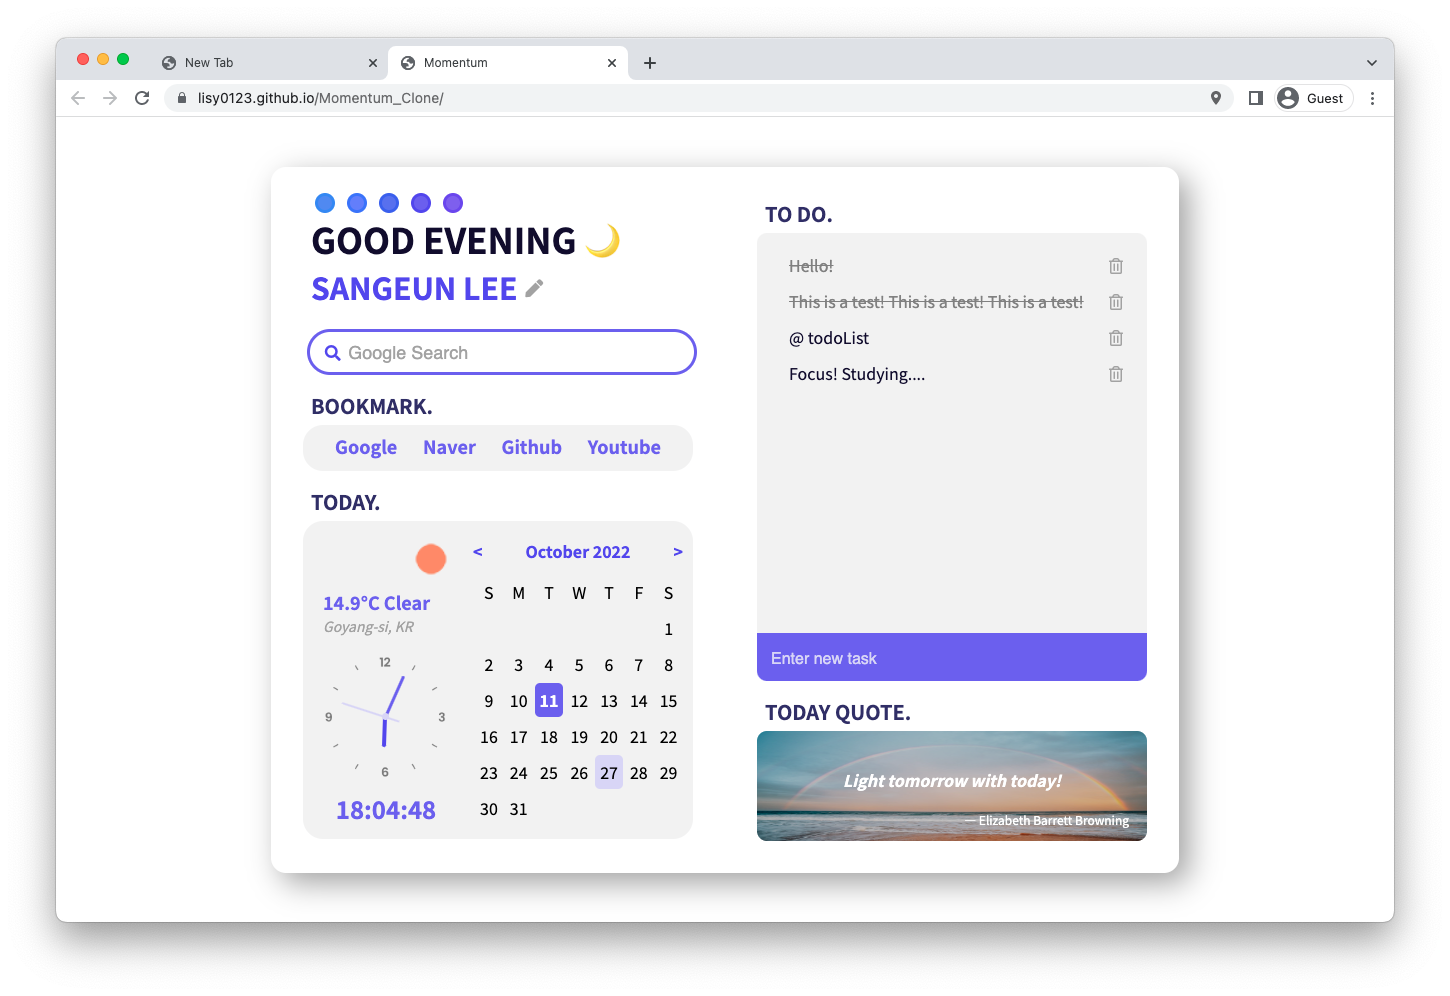 New Tab
Momentum
lisy0123.github.io/Momentum_Clone/
Guest
GOOD EVENING 🌙
SANGEUN LEE
Google Search
BOOKMARK.
Google Naver Github Youtube
TODAY.
14.9°C Clear
Goyang-si, KR
12
3
6
9
18:04:48
< October 2022 >
S M T W T F S
1
2 3 4 5 6 7 8
9 10 11 12 13 14 15
16 17 18 19 20 21 22
23 24 25 26 27 28 29
30 31
TO DO.
Hello!
This is a test! This is a test! This is a test!
@ todoList
Focus! Studying....
Enter new task
TODAY QUOTE.
Light tomorrow with today!
— Elizabeth Barrett Browning